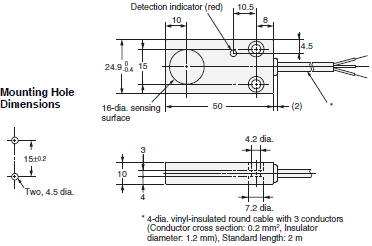 Detection indicator (red)
10.5
10
8
4.5
24.9 0 -0.4
15
16-dia. sensing
surface
50
(2)
*
Mounting Hole
Dimensions
15±0.2
Two, 4.5 dia.
4.2 dia.
3
10
4
7.2 dia.
* 4-dia. vinyl-insulated round cable with 3 conductors
(Conductor cross section: 0.2 mm², Insulator
diameter: 1.2 mm), Standard length: 2 m